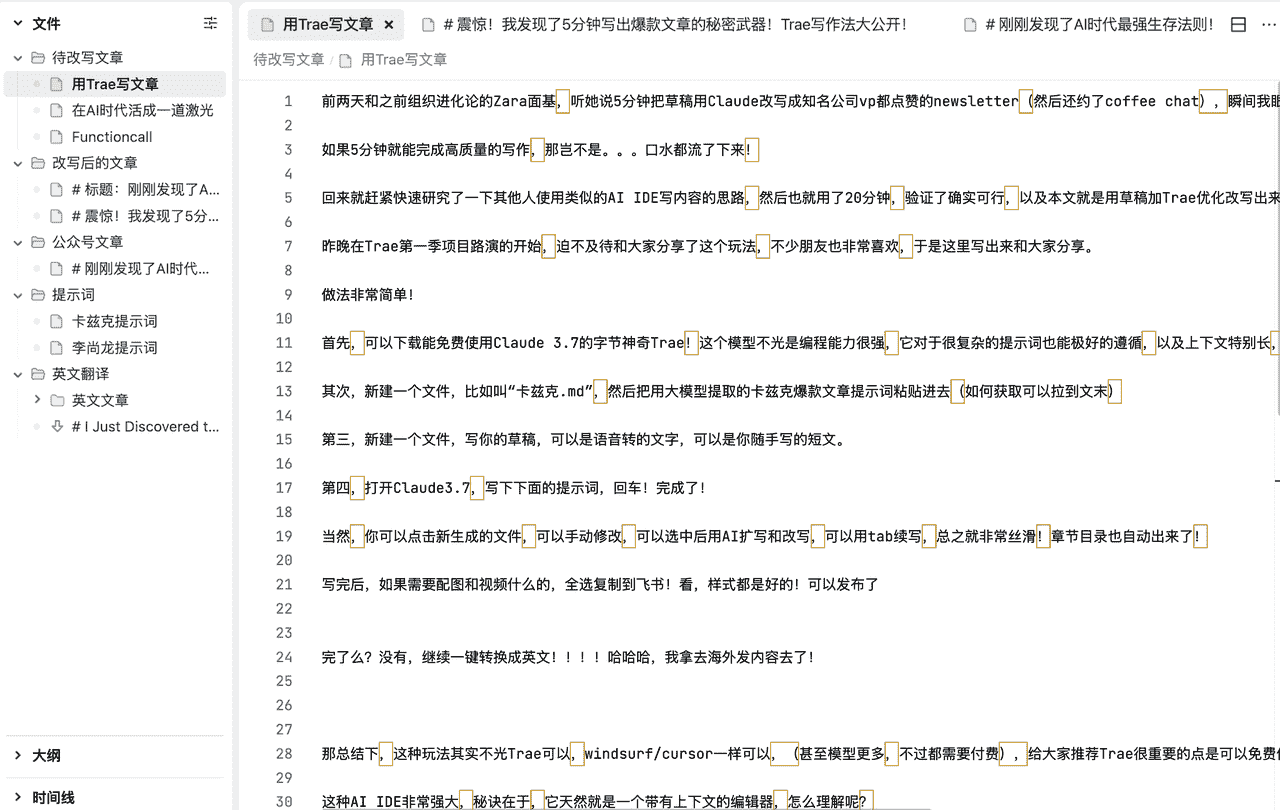 文件
待改写文章
用Trae写文章
在AI时代活成一道激光
Functioncall
改写后的文章
# 标题：刚刚发现了A...
# 震惊！我发现了5分...
公众号文章
# 刚刚发现了AI时代...
提示词
卡兹克提示词
李尚龙提示词
英文翻译
英文文章
# I Just Discovered t...
大纲
时间线
用Trae写文章
# 震惊！我发现了5分钟写出爆款文章的秘密武器！Trae写作法大公开！
# 刚刚发现了AI时代最强生存法则！
待改写文章 / 用Trae写文章
1 前两天和之前组织进化论的Zara面基，听她说5分钟把草稿用Claude改写成知名公司vp都点赞的newsletter（然后还约了coffee chat），瞬间我
2
3 如果5分钟就能完成高质量的写作，那岂不是。。。口水都流了下来！
4
5 回来就赶紧快速研究了一下其他人使用类似的AI IDE写内容的思路，然后也就用了20分钟，验证了确实可行，以及本文就是用草稿加Trae优化改写出来
6
7 昨晚在Trae第一季项目路演的开始，迫不及待和大家分享了这个玩法，不少朋友也非常喜欢，于是这里写出来和大家分享。
8
9 做法非常简单！
10
11 首先，可以下载能免费使用Claude 3.7的字节神奇Trae！这个模型不光是编程能力很强，它对于很复杂的提示词也能极好的遵循，以及上下文特别长，
12
13 其次，新建一个文件，比如叫“卡兹克.md”，然后把用大模型提取的卡兹克爆款文章提示词粘贴进去（如何获取可以拉到文末）
14
15 第三，新建一个文件，写你的草稿，可以是语音转的文字，可以是你随手写的短文。
16
17 第四，打开Claude3.7，写下下面的提示词，回车！完成了！
18
19 当然，你可以点击新生成的文件，可以手动修改，可以选中后用AI扩写和改写，可以用tab续写，总之就非常丝滑！章节目录也自动出来了！
20
21 写完后，如果需要配图和视频什么的，全选复制到飞书！看，样式都是好的！可以发布了
22
23
24 完了么？没有，继续一键转换成英文！！！！哈哈哈，我拿去海外发内容去了！
25
26
27
28 那总结下，这种玩法其实不光Trae可以，windsurf/cursor一样可以，（甚至模型更多，不过都需要付费），给大家推荐Trae很重要的点是可以免费
29
30 这种AI IDE非常强大，秘诀在于，它天然就是一个带有上下文的编辑器，怎么理解呢？